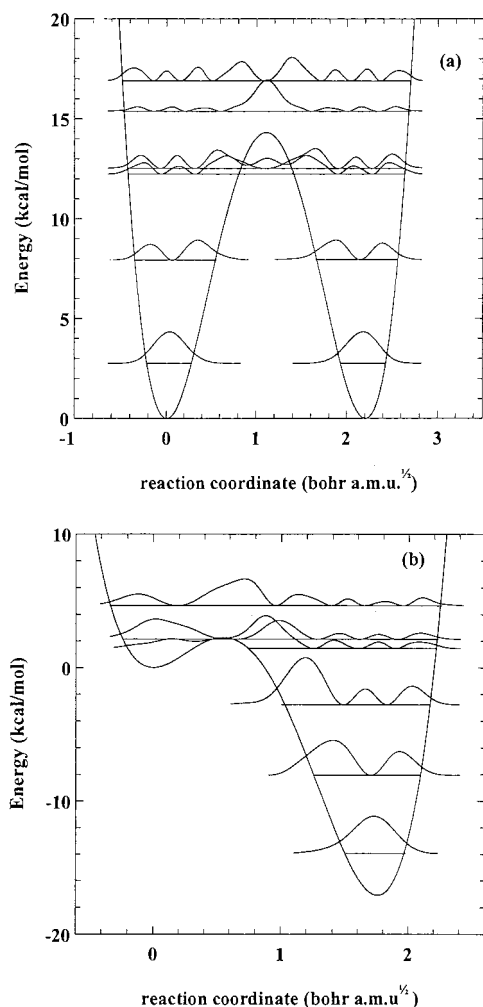 20
(a)
15
10
5
0
Energy (kcal/mol)
-1 0 1 2 3
reaction coordinate (bohr a.m.u.½)
10
(b)
0
-10
-20
Energy (kcal/mol)
0 1 2
reaction coordinate (bohr a.m.u½)